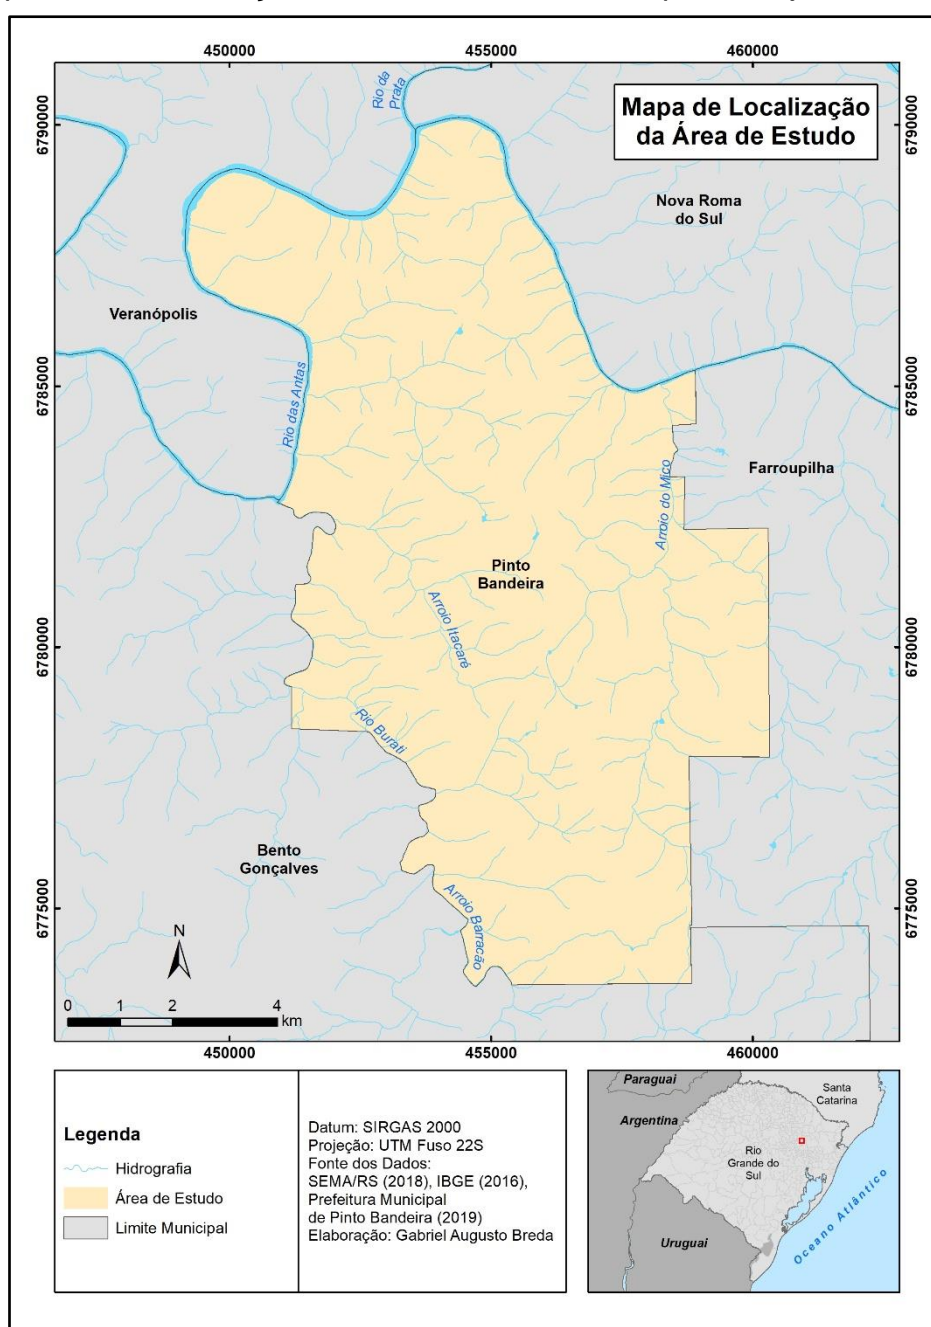 450000
455000
460000
Mapa de Localização
da Área de Estudo
6790000
6790000
Rio da
Prata
Nova Roma
do Sul
Veranópolis
6785000
6785000
Rio das Antas
Farroupilha
Arroio do Mico
Pinto
Bandeira
Arroio Itacaré
6780000
6780000
Rio Burati
Bento
Gonçalves
Arroio Barracão
6775000
6775000
N
0 1 2 4
km
450000
455000
460000
Legenda
Hidrografia
Área de Estudo
Limite Municipal
Datum: SIRGAS 2000
Projeção: UTM Fuso 22S
Fonte dos Dados:
SEMA/RS (2018), IBGE (2016),
Prefeitura Municipal
de Pinto Bandeira (2019)
Elaboração: Gabriel Augusto Breda
Paraguai
Santa
Catarina
Argentina
Rio
Grande do
Sul
Uruguai
Oceano Atlântico